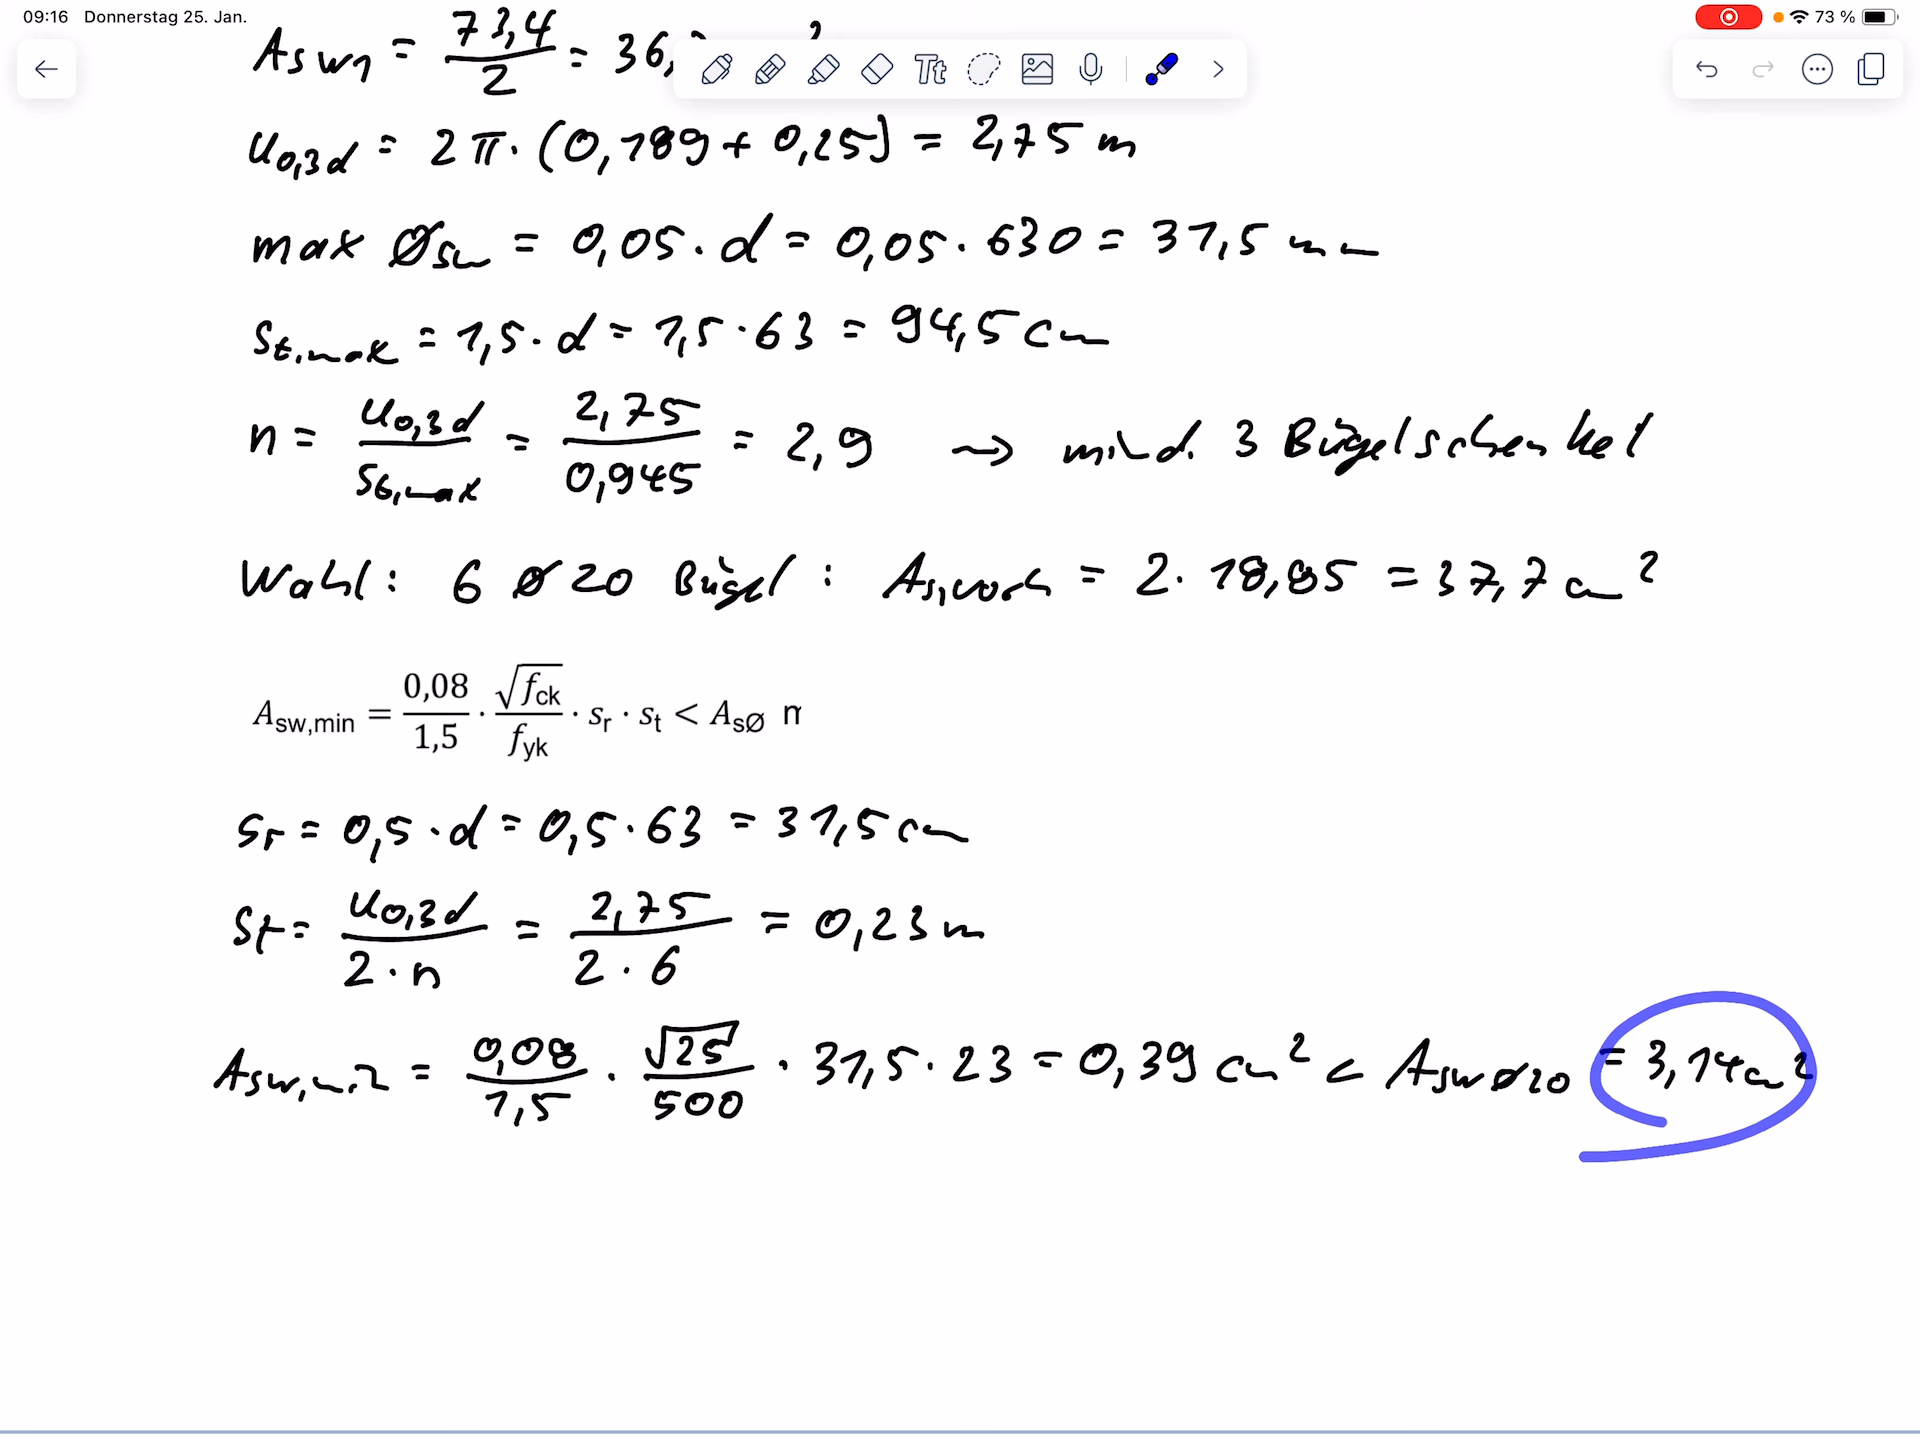 09:16 Donnerstag 25. Jan. 73 %
Asw1 = 73,4 / 2 = 36,
Tt
u0,3d = 2π · (0,189 + 0,25) = 2,75 m
max Øsw = 0,05 · d = 0,05 · 630 = 31,5 mm
St,max = 1,5 · d = 1,5 · 63 = 94,5 cm
n = u0,3d / St,max = 2,75 / 0,945 = 2,9 → mind. 3 Bügelschenkel
Wahl: 6 Ø 20 Bügel : As,vorh = 2 · 18,85 = 37,7 cm²
Asw,min = 0,08 / 1,5 · √fck / fyk · sr · st < AsØ
Sr = 0,5 · d = 0,5 · 63 = 31,5 cm
St = u0,3d / 2 · n = 2,75 / 2 · 6 = 0,23 m
Asw,min = 0,08 / 1,5 · √25 / 500 · 31,5 · 23 = 0,39 cm² < AswØ20 = 3,14 cm²